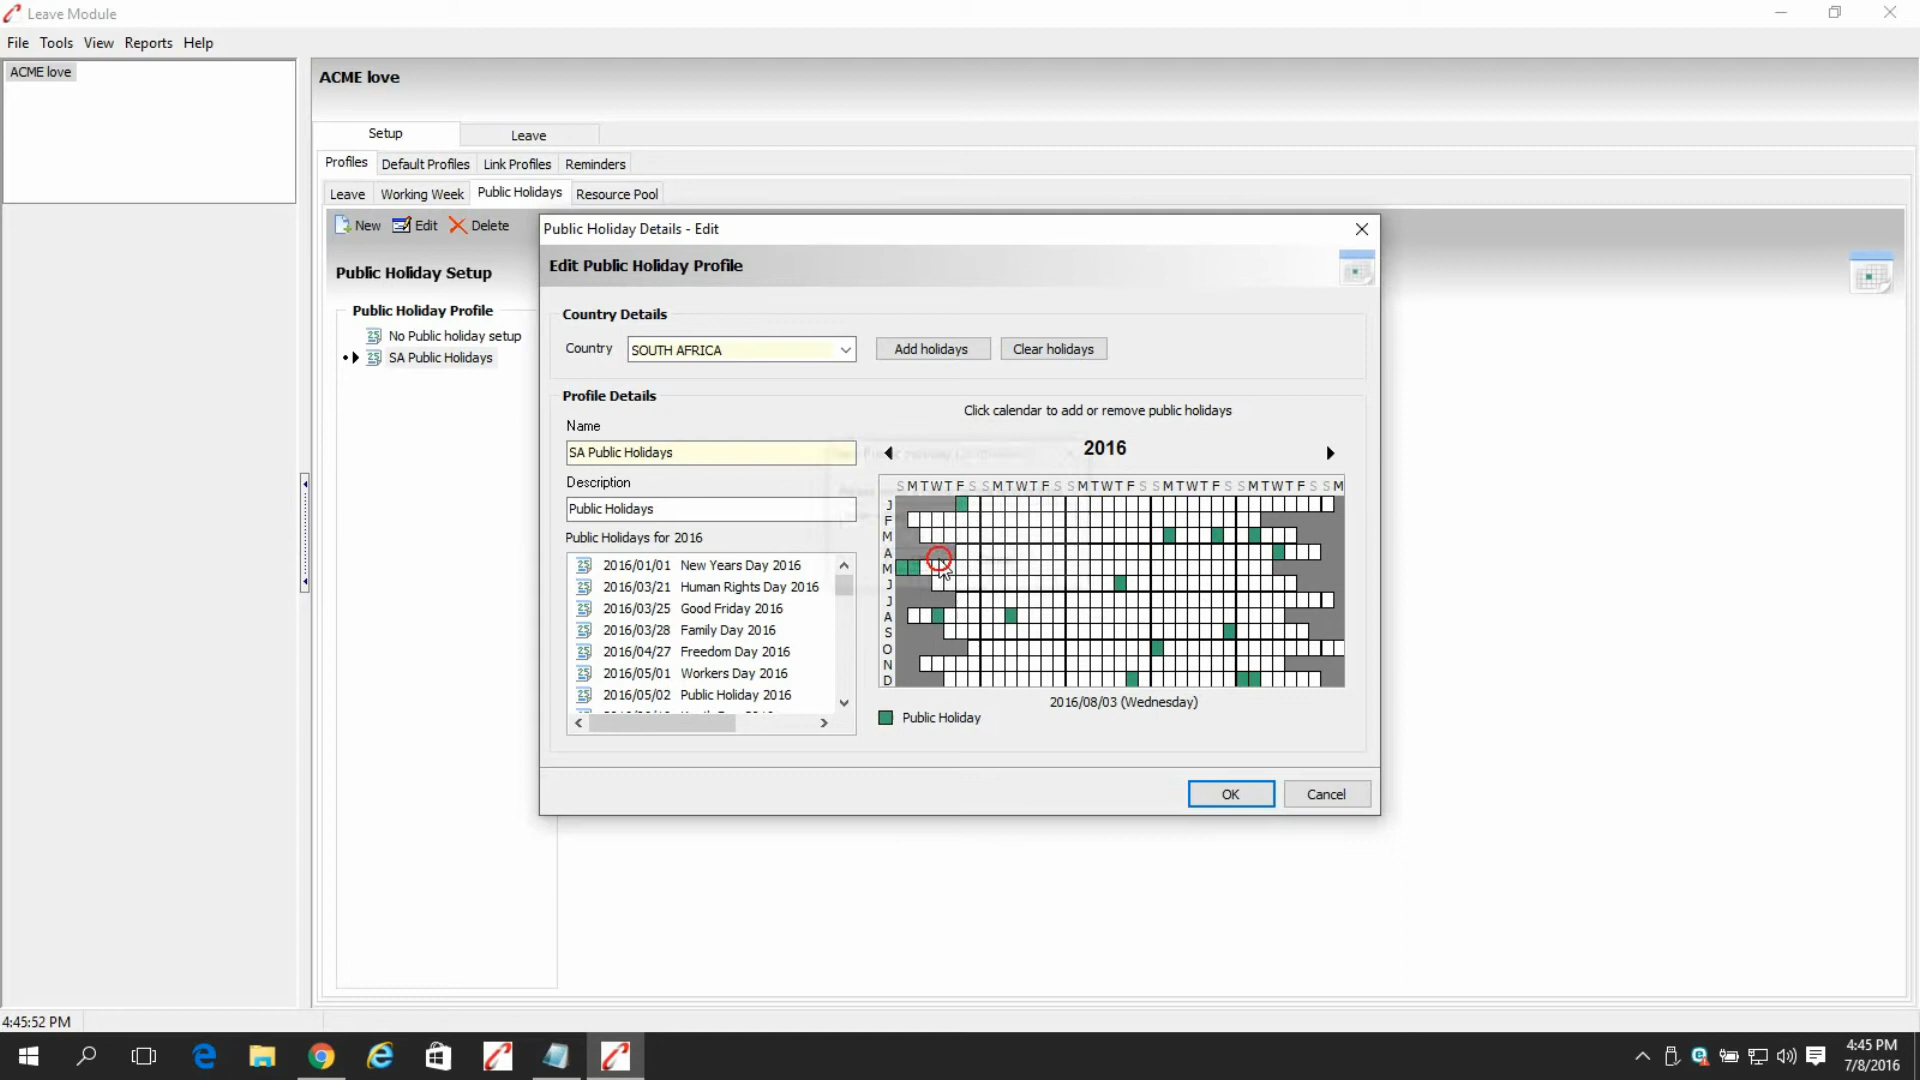 Leave Module
File Tools View Reports Help
ACME love
ACME love
Setup Leave
Profiles Default Profiles Link Profiles Reminders
Leave Working Week Public Holidays Resource Pool
New Edit Delete
Public Holiday Setup
Public Holiday Profile
No Public holiday setup
SA Public Holidays
Public Holiday Details - Edit
Edit Public Holiday Profile
Country Details
Country SOUTH AFRICA Add holidays Clear holidays
Profile Details
Click calendar to add or remove public holidays
Name
SA Public Holidays
2016
Description
Public Holidays
Public Holidays for 2016
2016/01/01 New Years Day 2016
2016/03/21 Human Rights Day 2016
2016/03/25 Good Friday 2016
2016/03/28 Family Day 2016
2016/04/27 Freedom Day 2016
2016/05/01 Workers Day 2016
2016/05/02 Public Holiday 2016
S M T W T F S S M T W T F S S M T W T F S S M T W T F S S M T W T F S S M
J
F
M
A
M
J
J
A
S
O
N
D
2016/08/03 (Wednesday)
Public Holiday
OK Cancel
4:45:52 PM
4:45 PM
7/8/2016